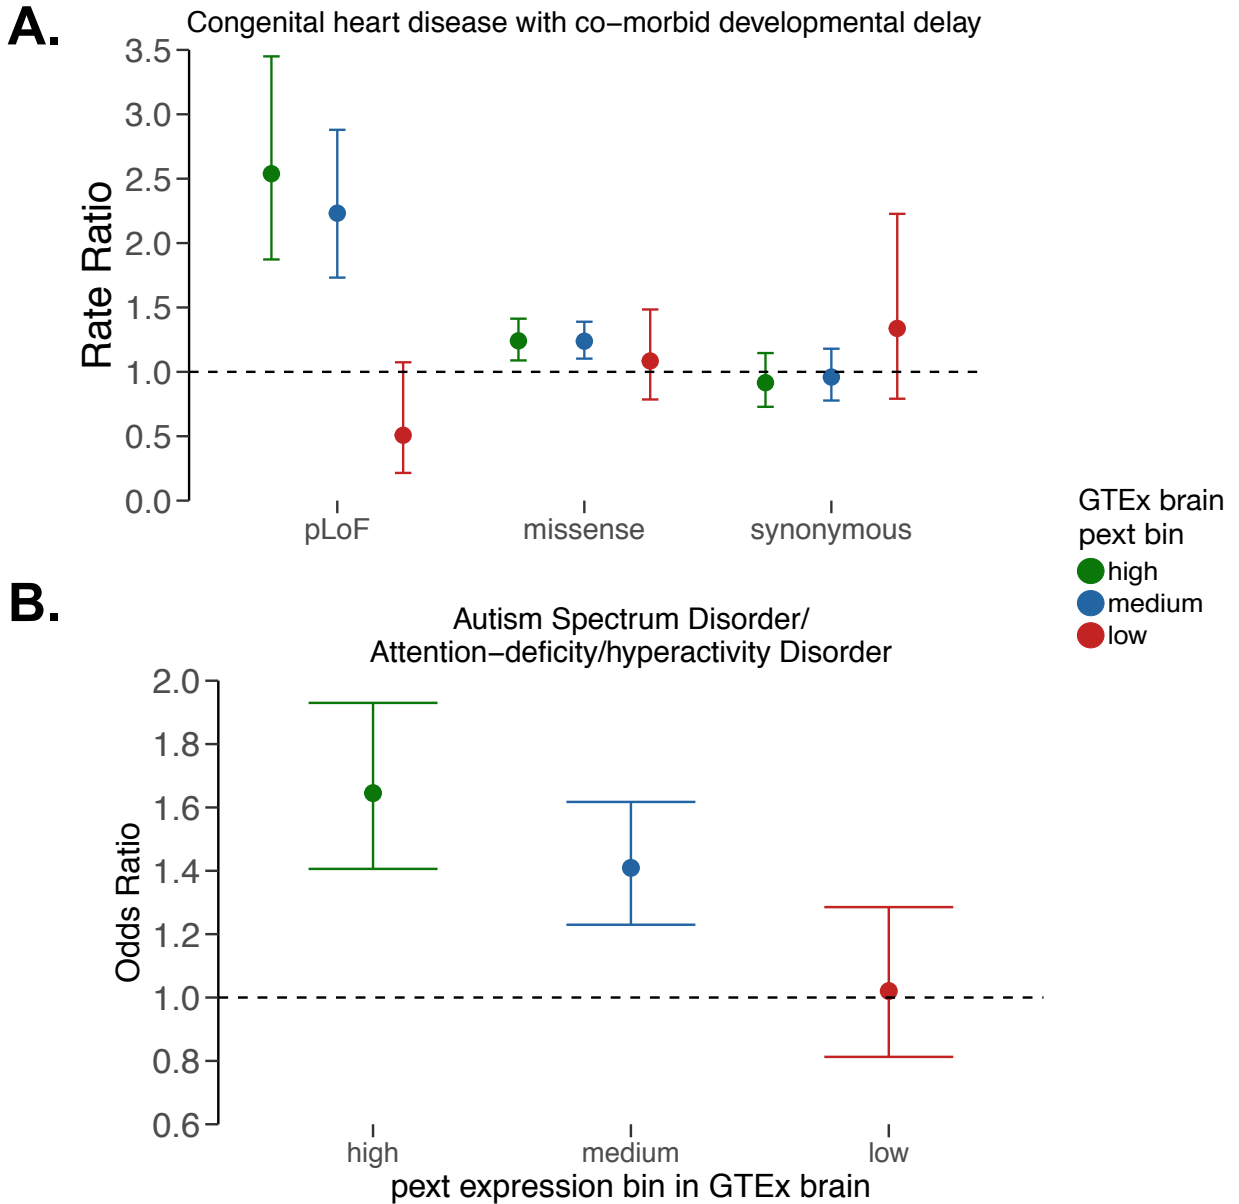 A.
Congenital heart disease with co−morbid developmental delay
Rate Ratio
3.5
3.0
2.5
2.0
1.5
1.0
0.5
0.0
pLoF
missense
synonymous
GTEx brain
pext bin
high
medium
low
B.
Autism Spectrum Disorder/
Attention−deficity/hyperactivity Disorder
Odds Ratio
2.0
1.8
1.6
1.4
1.2
1.0
0.8
0.6
high
medium
low
pext expression bin in GTEx brain